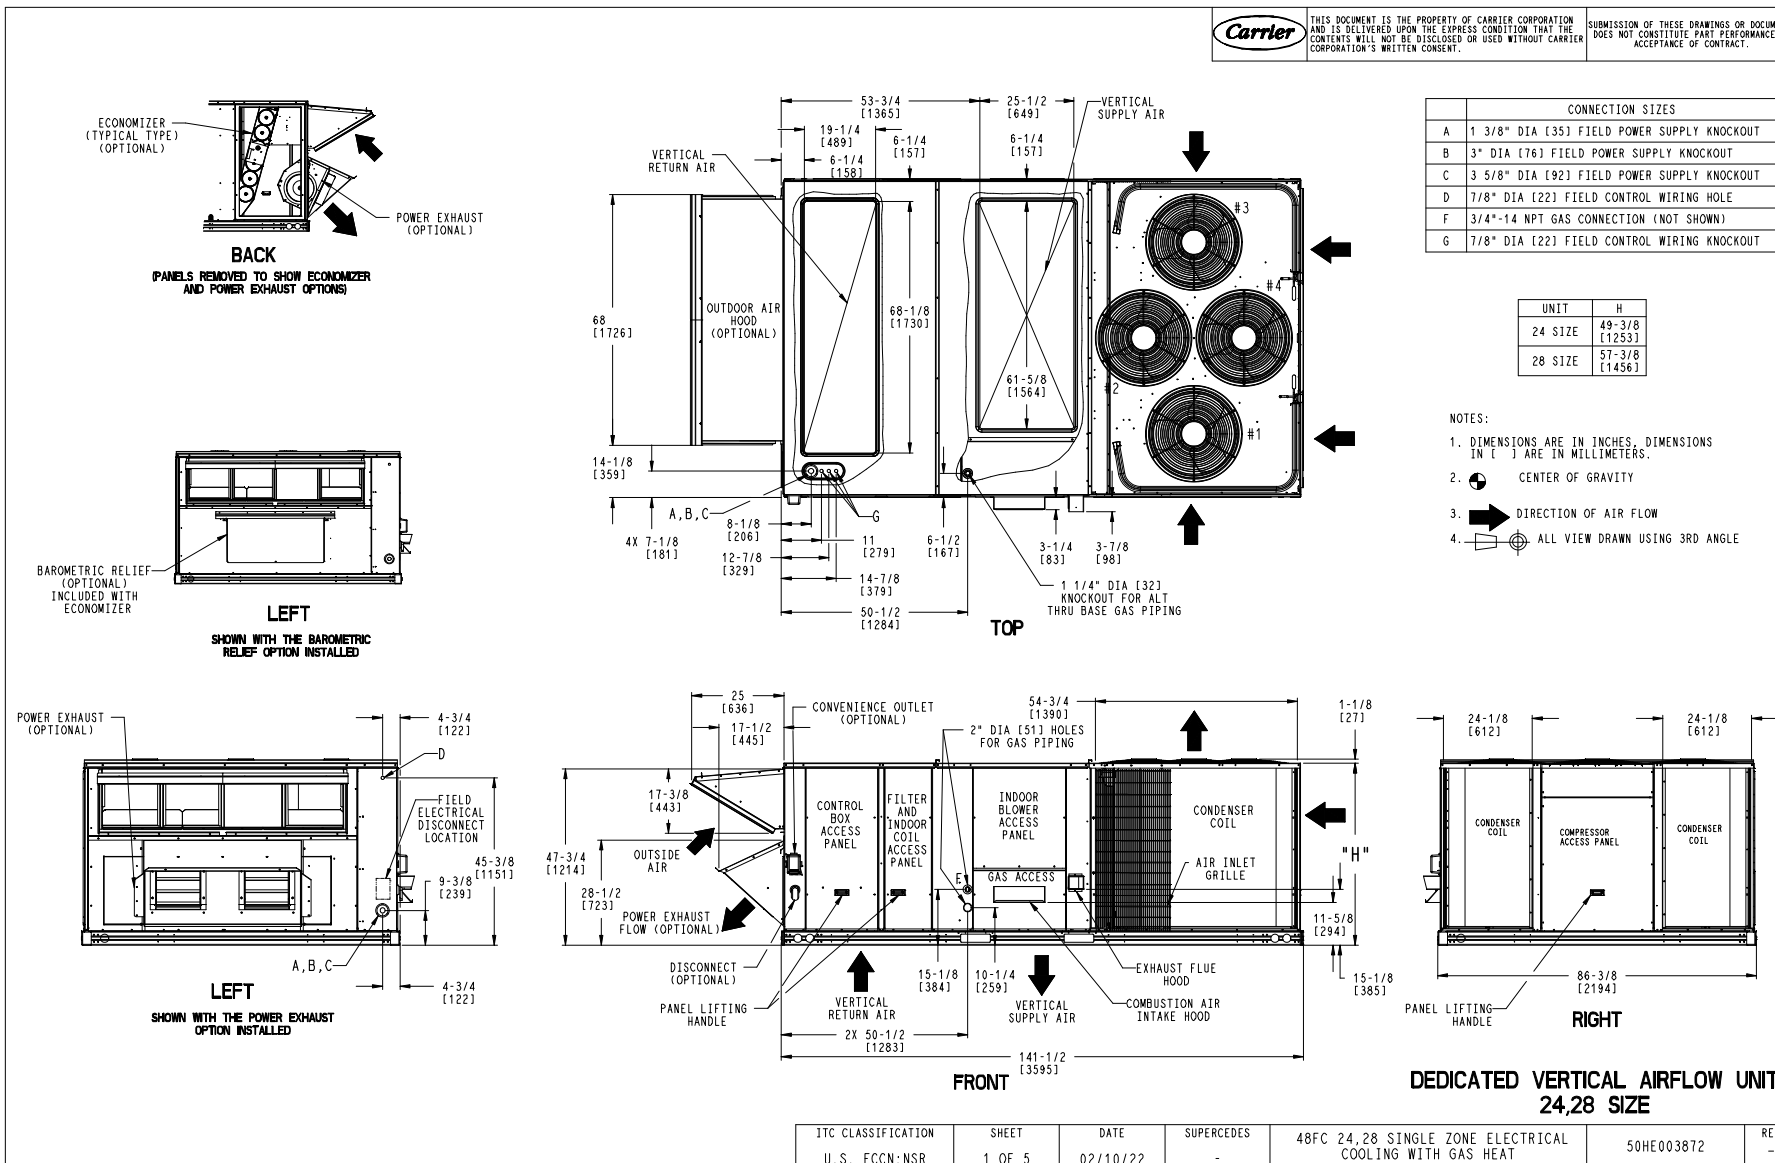 Carrier
THIS DOCUMENT IS THE PROPERTY OF CARRIER CORPORATION
AND IS DELIVERED UPON THE EXPRESS CONDITION THAT THE
CONTENTS WILL NOT BE DISCLOSED OR USED WITHOUT CARRIER
CORPORATION'S WRITTEN CONSENT.
SUBMISSION OF THESE DRAWINGS OR DOCUM
DOES NOT CONSTITUTE PART PERFORMANCE
ACCEPTANCE OF CONTRACT.
ECONOMIZER
(TYPICAL TYPE)
(OPTIONAL)
POWER EXHAUST
(OPTIONAL)
BACK
(PANELS REMOVED TO SHOW ECONOMIZER
AND POWER EXHAUST OPTIONS)
53-3/4
[1365]
25-1/2
[649]
VERTICAL
SUPPLY AIR
19-1/4
[489]
6-1/4
[157]
6-1/4
[157]
6-1/4
[158]
VERTICAL
RETURN AIR
68
[1726]
OUTDOOR AIR
HOOD
(OPTIONAL)
68-1/8
[1730]
61-5/8
[1564]
#3
#4
#2
#1
14-1/8
[359]
A,B,C
G
4X 7-1/8
[181]
8-1/8
[206]
11
[279]
12-7/8
[329]
14-7/8
[379]
50-1/2
[1284]
6-1/2
[167]
3-1/4
[83]
3-7/8
[98]
1 1/4" DIA [32]
KNOCKOUT FOR ALT
THRU BASE GAS PIPING
TOP
CONNECTION SIZES
A 1 3/8" DIA [35] FIELD POWER SUPPLY KNOCKOUT
B 3" DIA [76] FIELD POWER SUPPLY KNOCKOUT
C 3 5/8" DIA [92] FIELD POWER SUPPLY KNOCKOUT
D 7/8" DIA [22] FIELD CONTROL WIRING HOLE
F 3/4"-14 NPT GAS CONNECTION (NOT SHOWN)
G 7/8" DIA [22] FIELD CONTROL WIRING KNOCKOUT
UNIT H
24 SIZE 49-3/8 [1253]
28 SIZE 57-3/8 [1456]
NOTES:
1. DIMENSIONS ARE IN INCHES, DIMENSIONS
IN [ ] ARE IN MILLIMETERS.
2. CENTER OF GRAVITY
3. DIRECTION OF AIR FLOW
4. ALL VIEW DRAWN USING 3RD ANGLE
BAROMETRIC RELIEF
(OPTIONAL)
INCLUDED WITH
ECONOMIZER
LEFT
SHOWN WITH THE BAROMETRIC
RELIEF OPTION INSTALLED
POWER EXHAUST
(OPTIONAL)
4-3/4
[122]
D
FIELD
ELECTRICAL
DISCONNECT
LOCATION
45-3/8
[1151]
9-3/8
[239]
A,B,C
4-3/4
[122]
LEFT
SHOWN WITH THE POWER EXHAUST
OPTION INSTALLED
25
[636]
17-1/2
[445]
CONVENIENCE OUTLET
(OPTIONAL)
2" DIA [51] HOLES
FOR GAS PIPING
54-3/4
[1390]
1-1/8
[27]
17-3/8
[443]
OUTSIDE
AIR
47-3/4
[1214]
28-1/2
[723]
POWER EXHAUST
FLOW (OPTIONAL)
CONTROL
BOX
ACCESS
PANEL
FILTER
AND
INDOOR
COIL
ACCESS
PANEL
INDOOR
BLOWER
ACCESS
PANEL
GAS ACCESS
CONDENSER
COIL
AIR INLET
GRILLE
"H"
11-5/8
[294]
15-1/8
[385]
DISCONNECT
(OPTIONAL)
PANEL LIFTING
HANDLE
VERTICAL
RETURN AIR
15-1/8
[384]
10-1/4
[259]
VERTICAL
SUPPLY AIR
EXHAUST FLUE
HOOD
COMBUSTION AIR
INTAKE HOOD
2X 50-1/2
[1283]
141-1/2
[3595]
FRONT
24-1/8
[612]
24-1/8
[612]
CONDENSER
COIL
COMPRESSOR
ACCESS PANEL
CONDENSER
COIL
86-3/8
[2194]
PANEL LIFTING
HANDLE
RIGHT
DEDICATED VERTICAL AIRFLOW UNIT
24,28 SIZE
ITC CLASSIFICATION
U.S. ECCN:NSR
SHEET
1 OF 5
DATE
02/10/22
SUPERCEDES
-
48FC 24,28 SINGLE ZONE ELECTRICAL
COOLING WITH GAS HEAT
50HE003872
RE
-